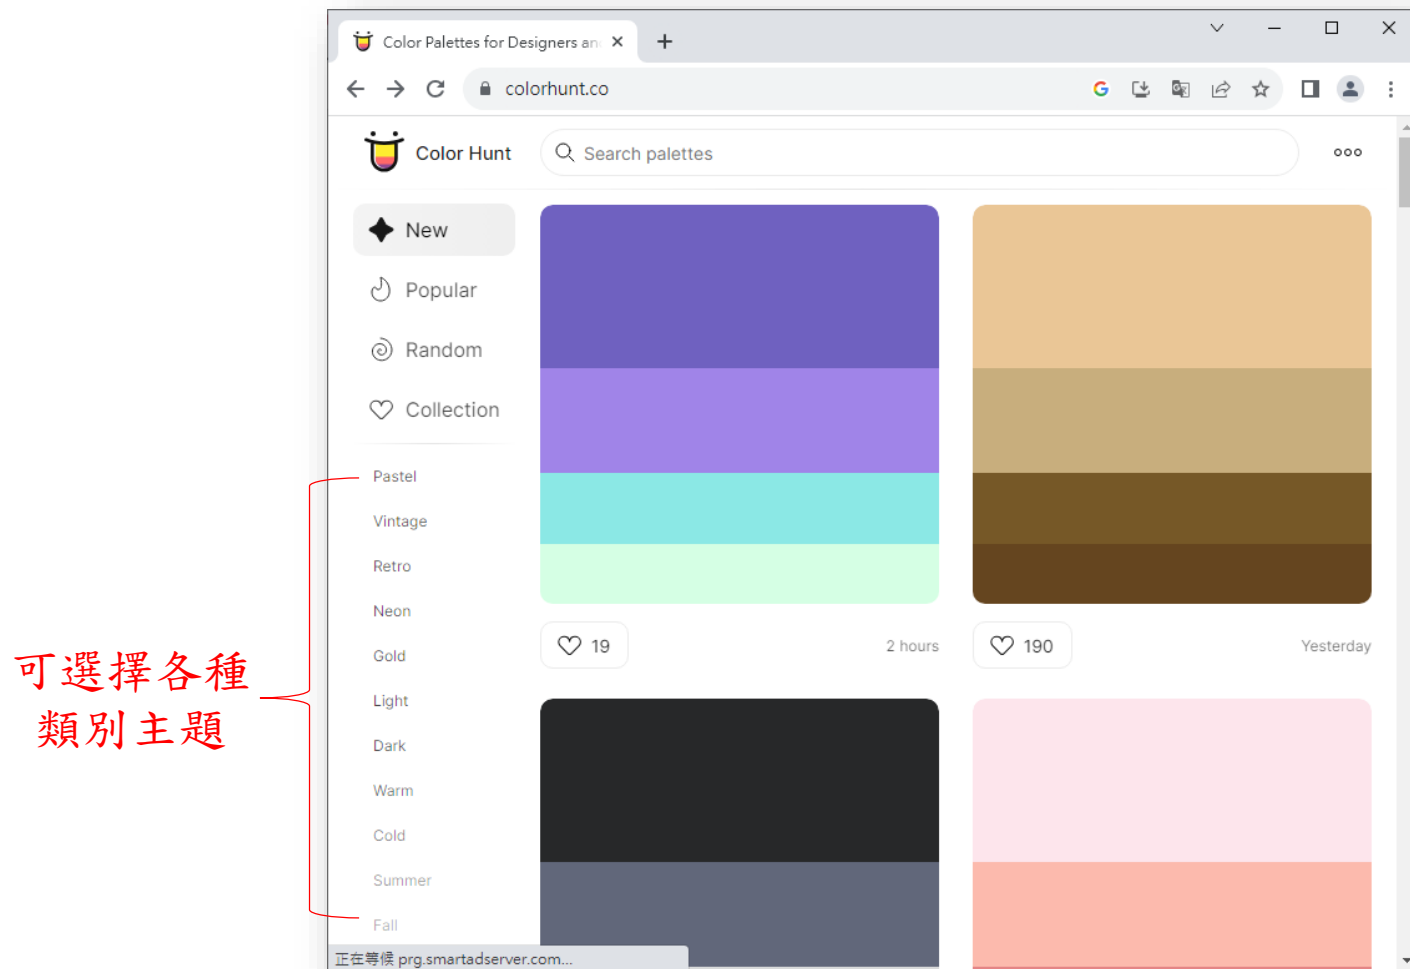 Color Palettes for Designers an
colorhunt.co
Color Hunt
Search palettes
New
Popular
Random
Collection
Pastel
Vintage
Retro
Neon
Gold
Light
Dark
Warm
Cold
Summer
Fall
19
2 hours
190
Yesterday
可選擇各種
類別主題
正在等候 prg.smartadserver.com...